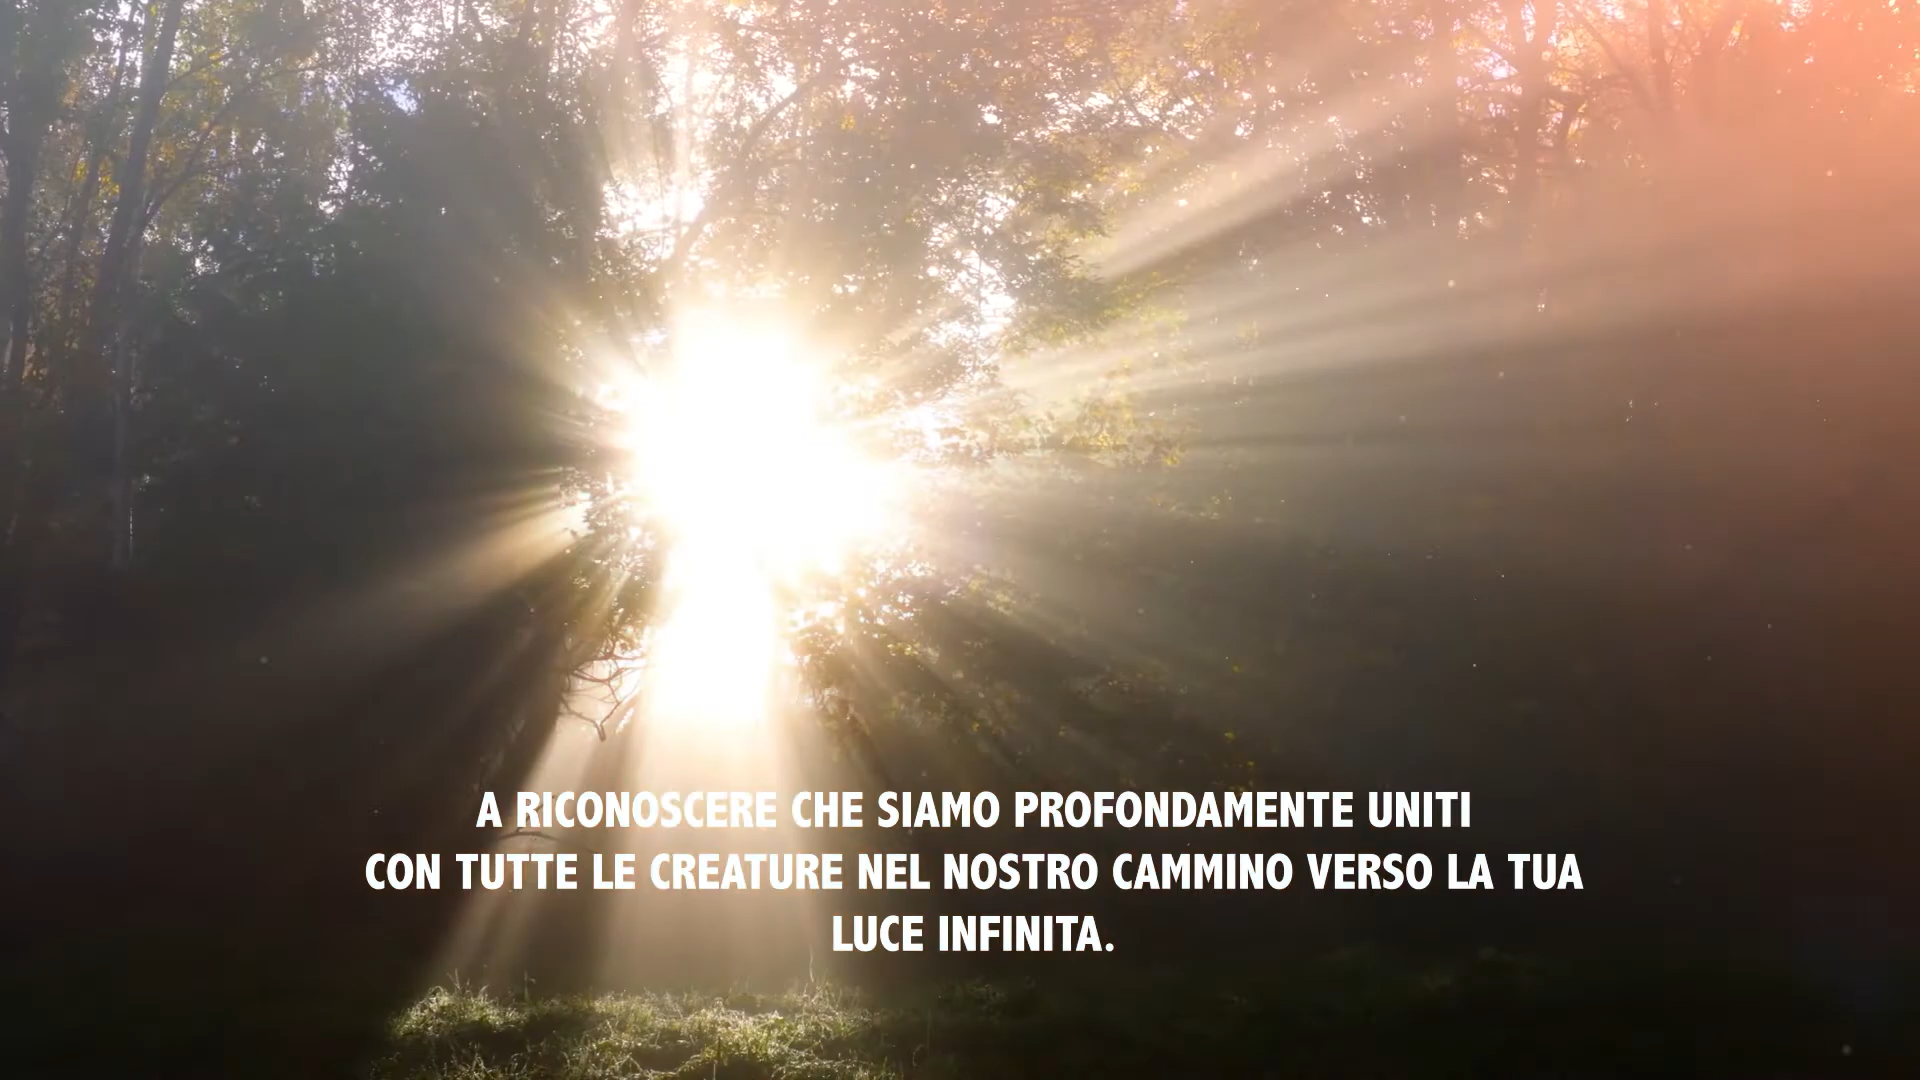 A RICONOSCERE CHE SIAMO PROFONDAMENTE UNITI
CON TUTTE LE CREATURE NEL NOSTRO CAMMINO VERSO LA TUA
LUCE INFINITA.